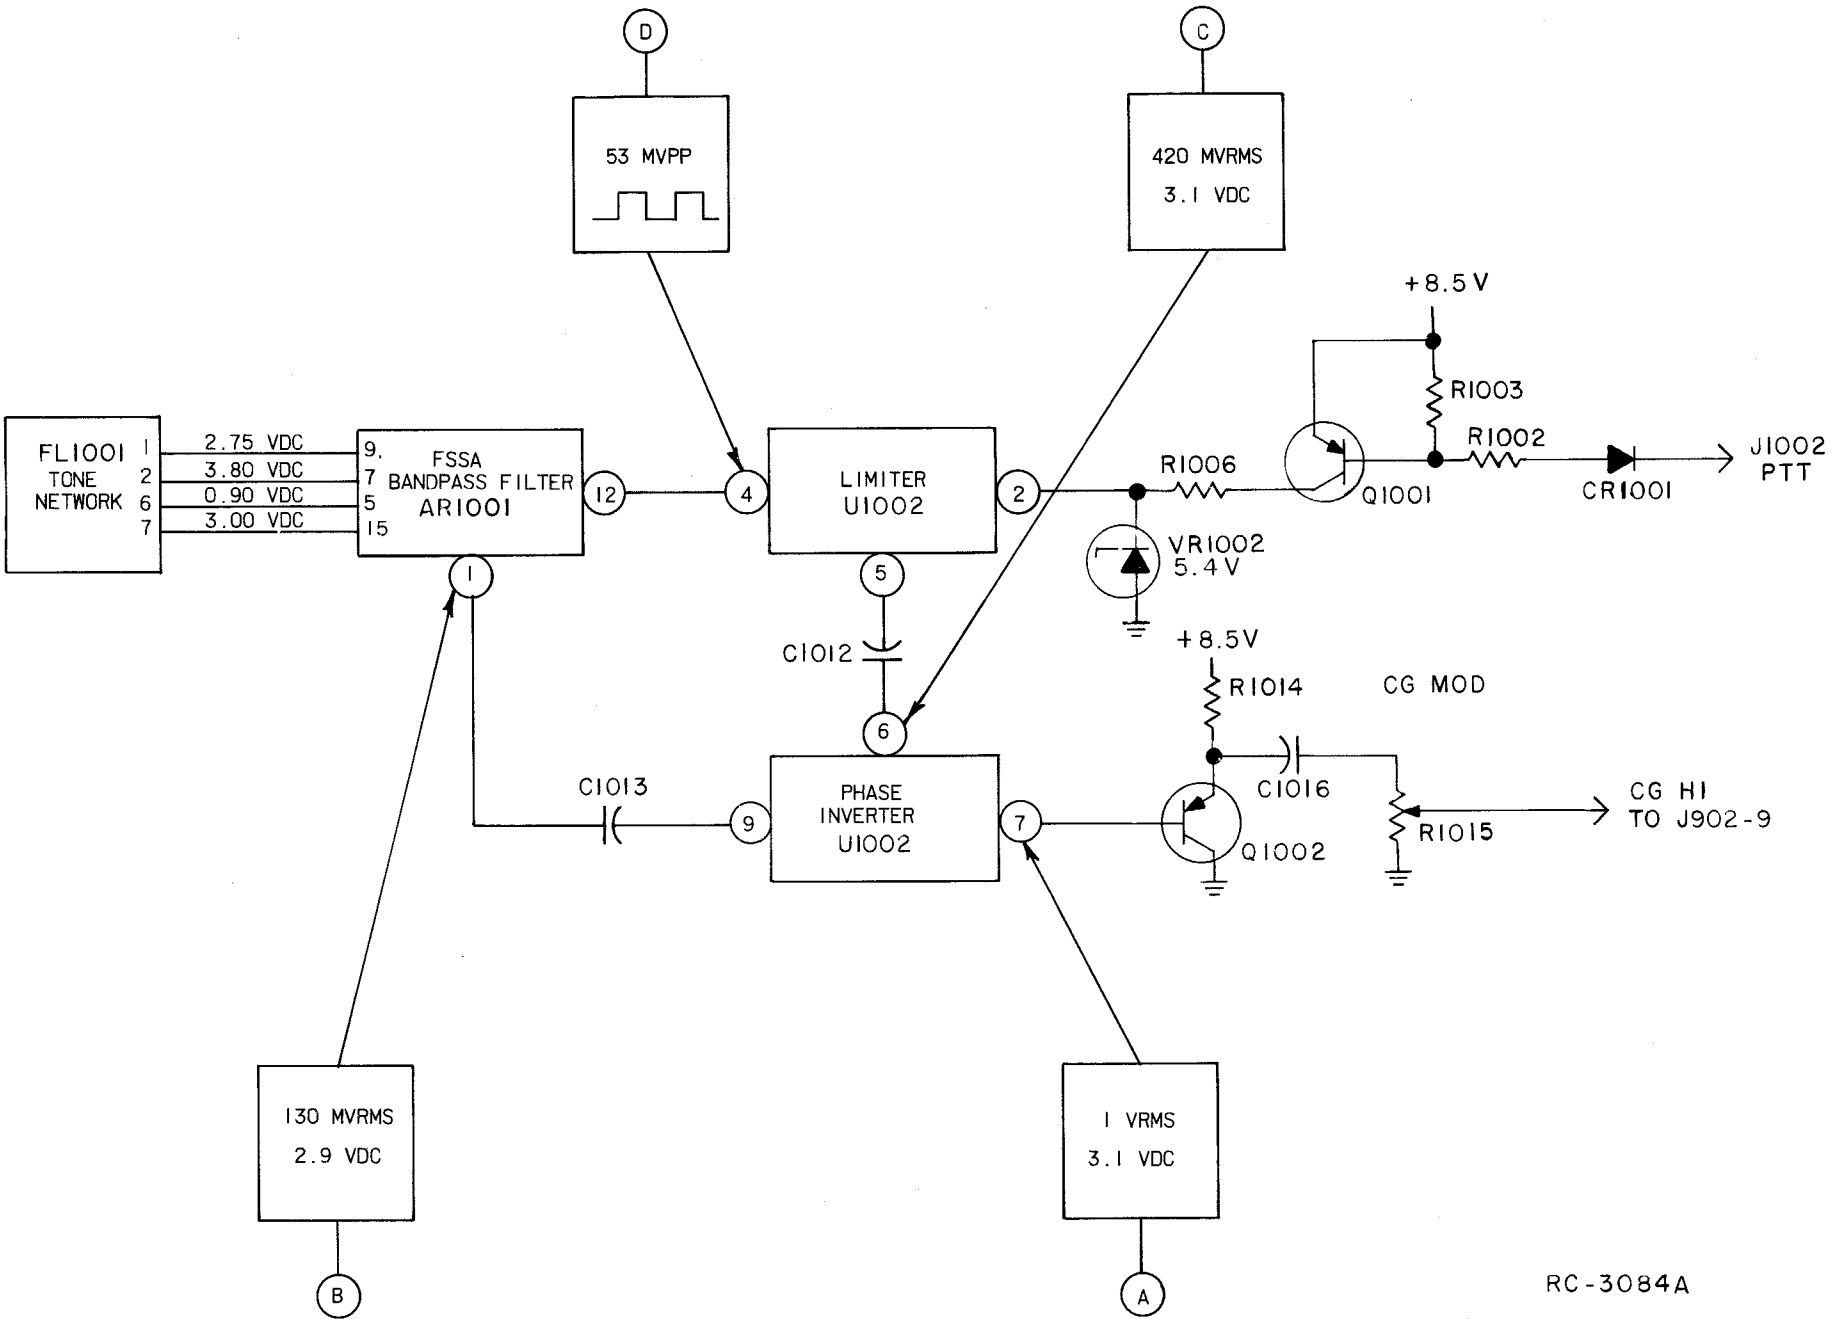 D
C
53 MVPP
420 MVRMS
3.1 VDC
+8.5V
R1003
R1002
J1002
PTT
CR1001
Q1001
R1006
FL1001
TONE
NETWORK
1
2
6
7
2.75 VDC
3.80 VDC
0.90 VDC
3.00 VDC
9.
7
5
15
FSSA
BANDPASS FILTER
AR1001
12
4
LIMITER
U1002
2
VR1002
5.4V
1
5
C1012
+8.5V
R1014
CG MOD
6
C1013
C1016
9
PHASE
INVERTER
U1002
7
Q1002
R1015
CG HI
TO J902-9
130 MVRMS
2.9 VDC
1 VRMS
3.1 VDC
B
A
RC-3084A